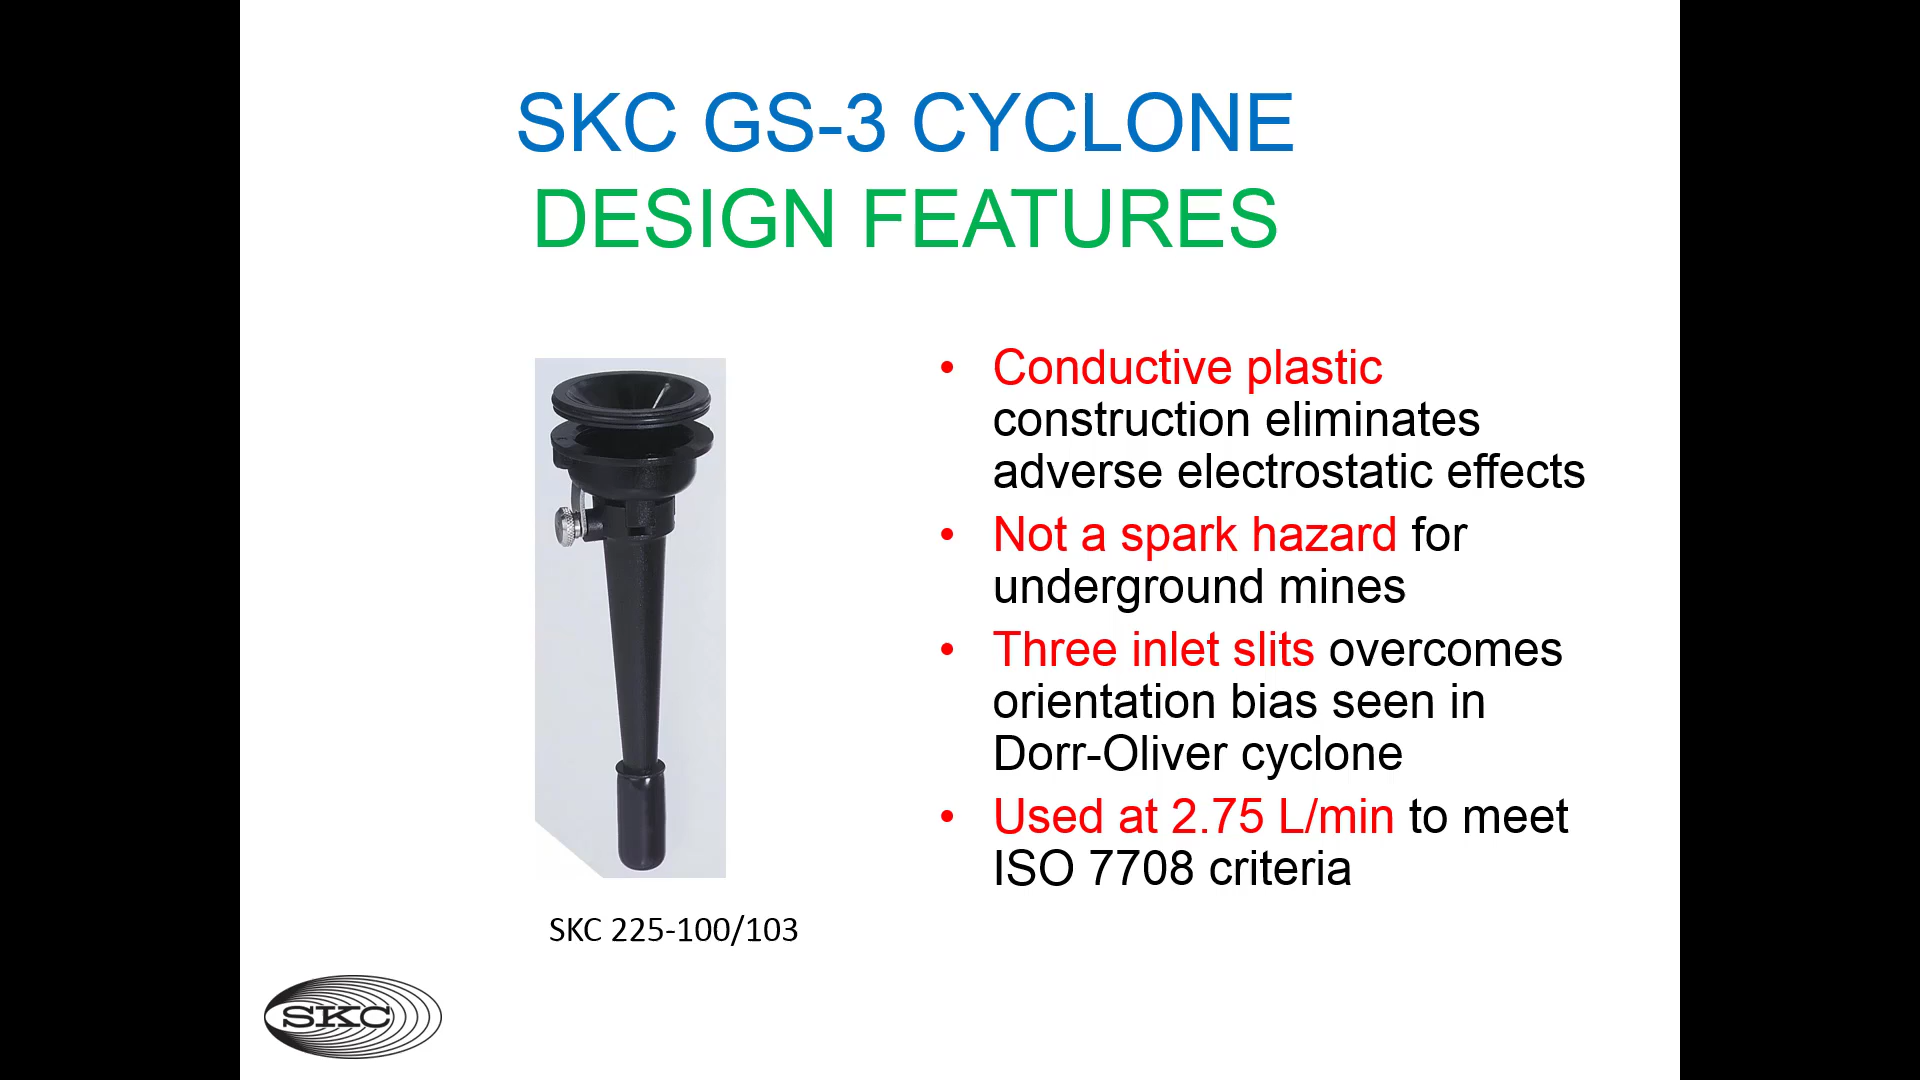 SKC GS-3 CYCLONE
DESIGN FEATURES
• Conductive plastic
construction eliminates
adverse electrostatic effects
• Not a spark hazard for
underground mines
• Three inlet slits overcomes
orientation bias seen in
Dorr-Oliver cyclone
• Used at 2.75 L/min to meet
ISO 7708 criteria
SKC 225-100/103
SKC